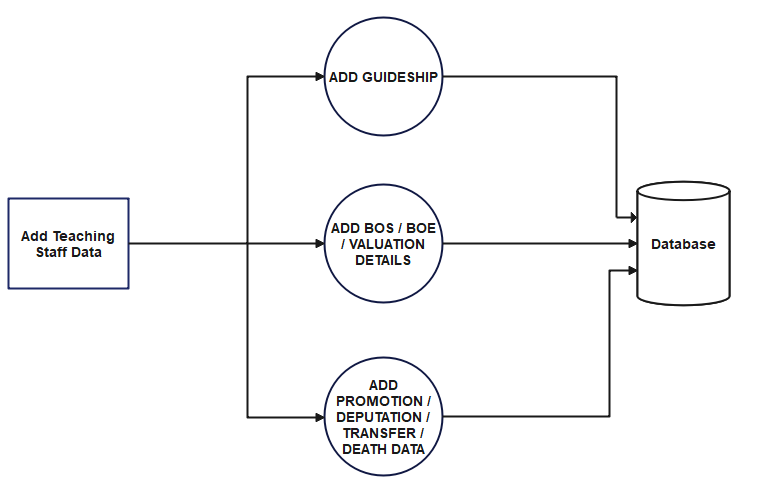 ADD GUIDESHIP
Add Teaching
Staff Data
ADD BOS / BOE
/ VALUATION
DETAILS
Database
ADD
PROMOTION /
DEPUTATION /
TRANSFER /
DEATH DATA